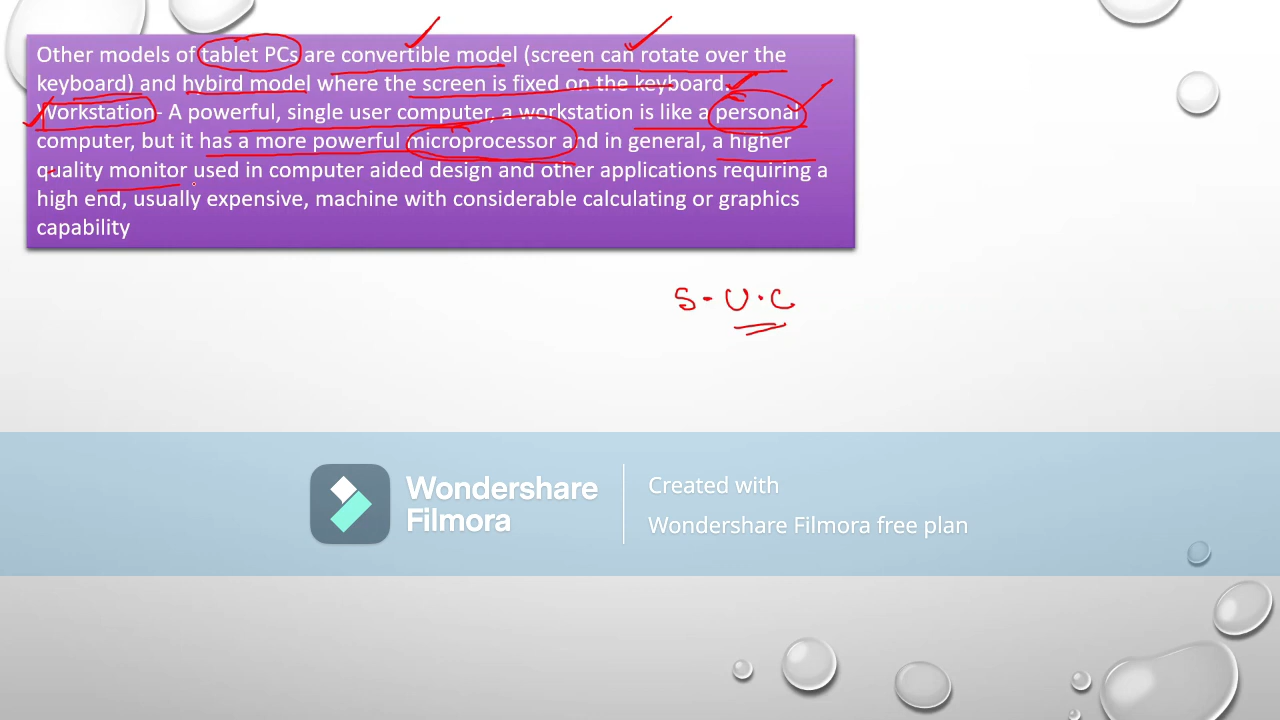 Other models of tablet PCs are convertible model (screen can rotate over the
keyboard) and hybird model where the screen is fixed on the keyboard.
Workstation- A powerful, single user computer, a workstation is like a personal
computer, but it has a more powerful microprocessor and in general, a higher
quality monitor used in computer aided design and other applications requiring a
high end, usually expensive, machine with considerable calculating or graphics
capability
S.U.C
Wondershare
Filmora
Created with
Wondershare Filmora free plan